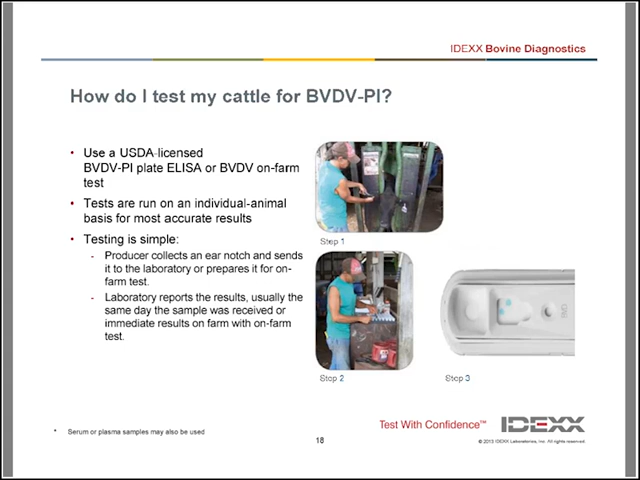 IDEXX Bovine Diagnostics
How do I test my cattle for BVDV-PI?
• Use a USDA-licensed
BVDV-PI plate ELISA or BVDV on-farm
test
• Tests are run on an individual-animal
basis for most accurate results
• Testing is simple:
- Producer collects an ear notch and sends
it to the laboratory or prepares it for on-
farm test.
- Laboratory reports the results, usually the
same day the sample was received or
immediate results on farm with on-farm
test.
Step 1
Step 2
Step 3
* Serum or plasma samples may also be used
18
Test With Confidence™
IDEXX
© 2013 IDEXX Laboratories, Inc. All rights reserved.